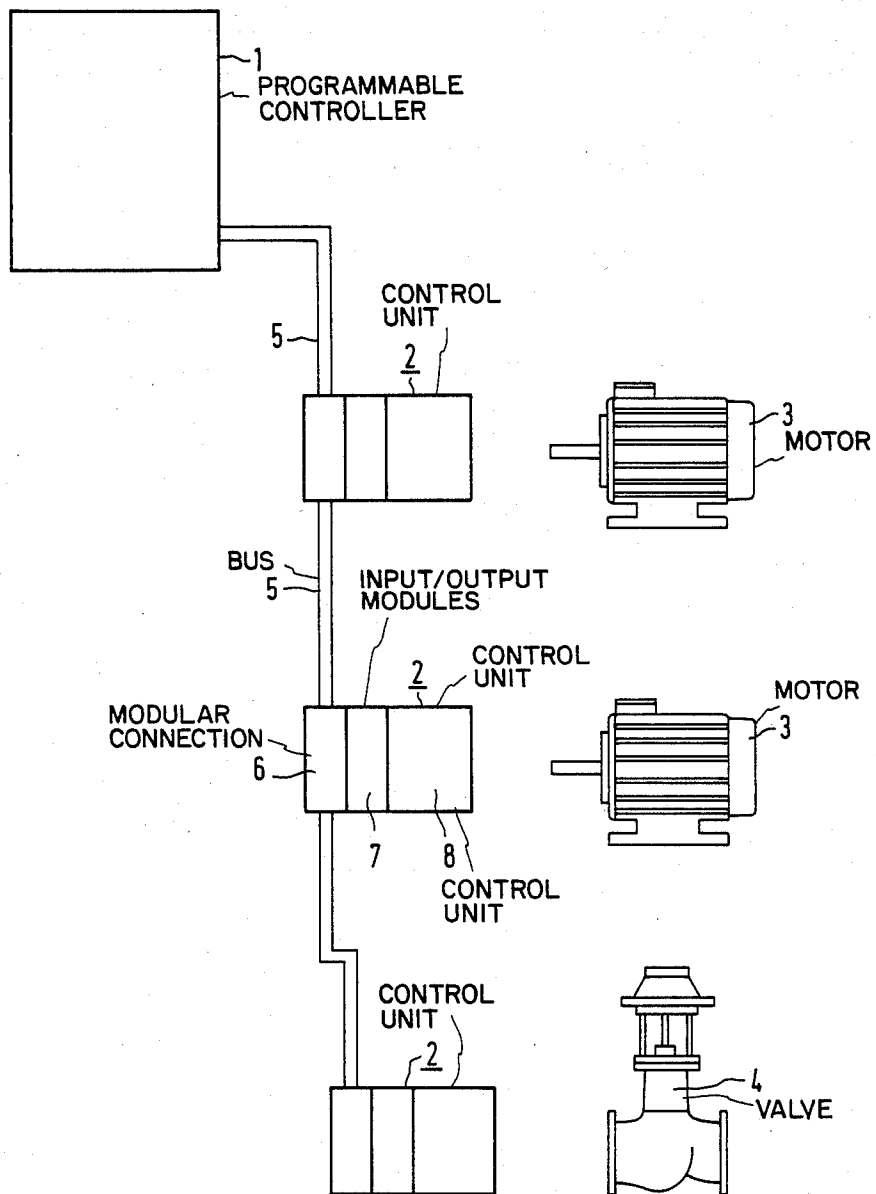 1
PROGRAMMABLE
CONTROLLER
CONTROL
UNIT
5
2
3
MOTOR
BUS
5
INPUT/OUTPUT
MODULES
2
CONTROL
UNIT
MOTOR
3
MODULAR
CONNECTION
6
7
8
CONTROL
UNIT
CONTROL
UNIT
2
4
VALVE